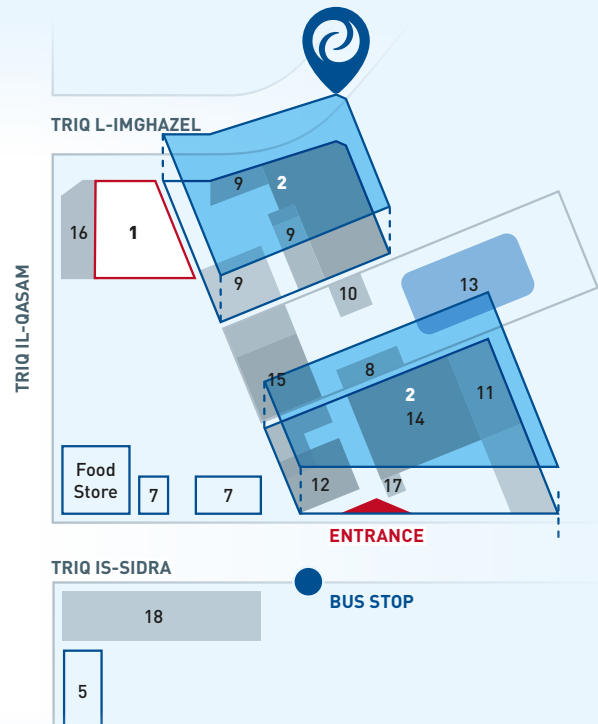 TRIQ L-IMGHAZEL
9
2
16
1
9
9
10
13
TRIQ IL-QASAM
8
15
2
11
14
Food
Store
7
7
12
17
ENTRANCE
TRIQ IS-SIDRA
BUS STOP
18
5